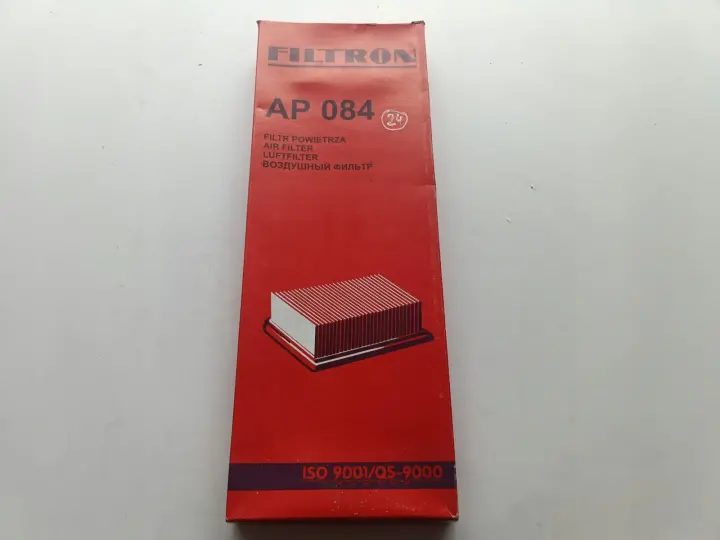 FILTRON
AP 084
24
FILTR POWIETRZA
AIR FILTER
LUFTFILTER
ВОЗДУШНЫЙ ФИЛЬТР
ISO 9001/QS-9000